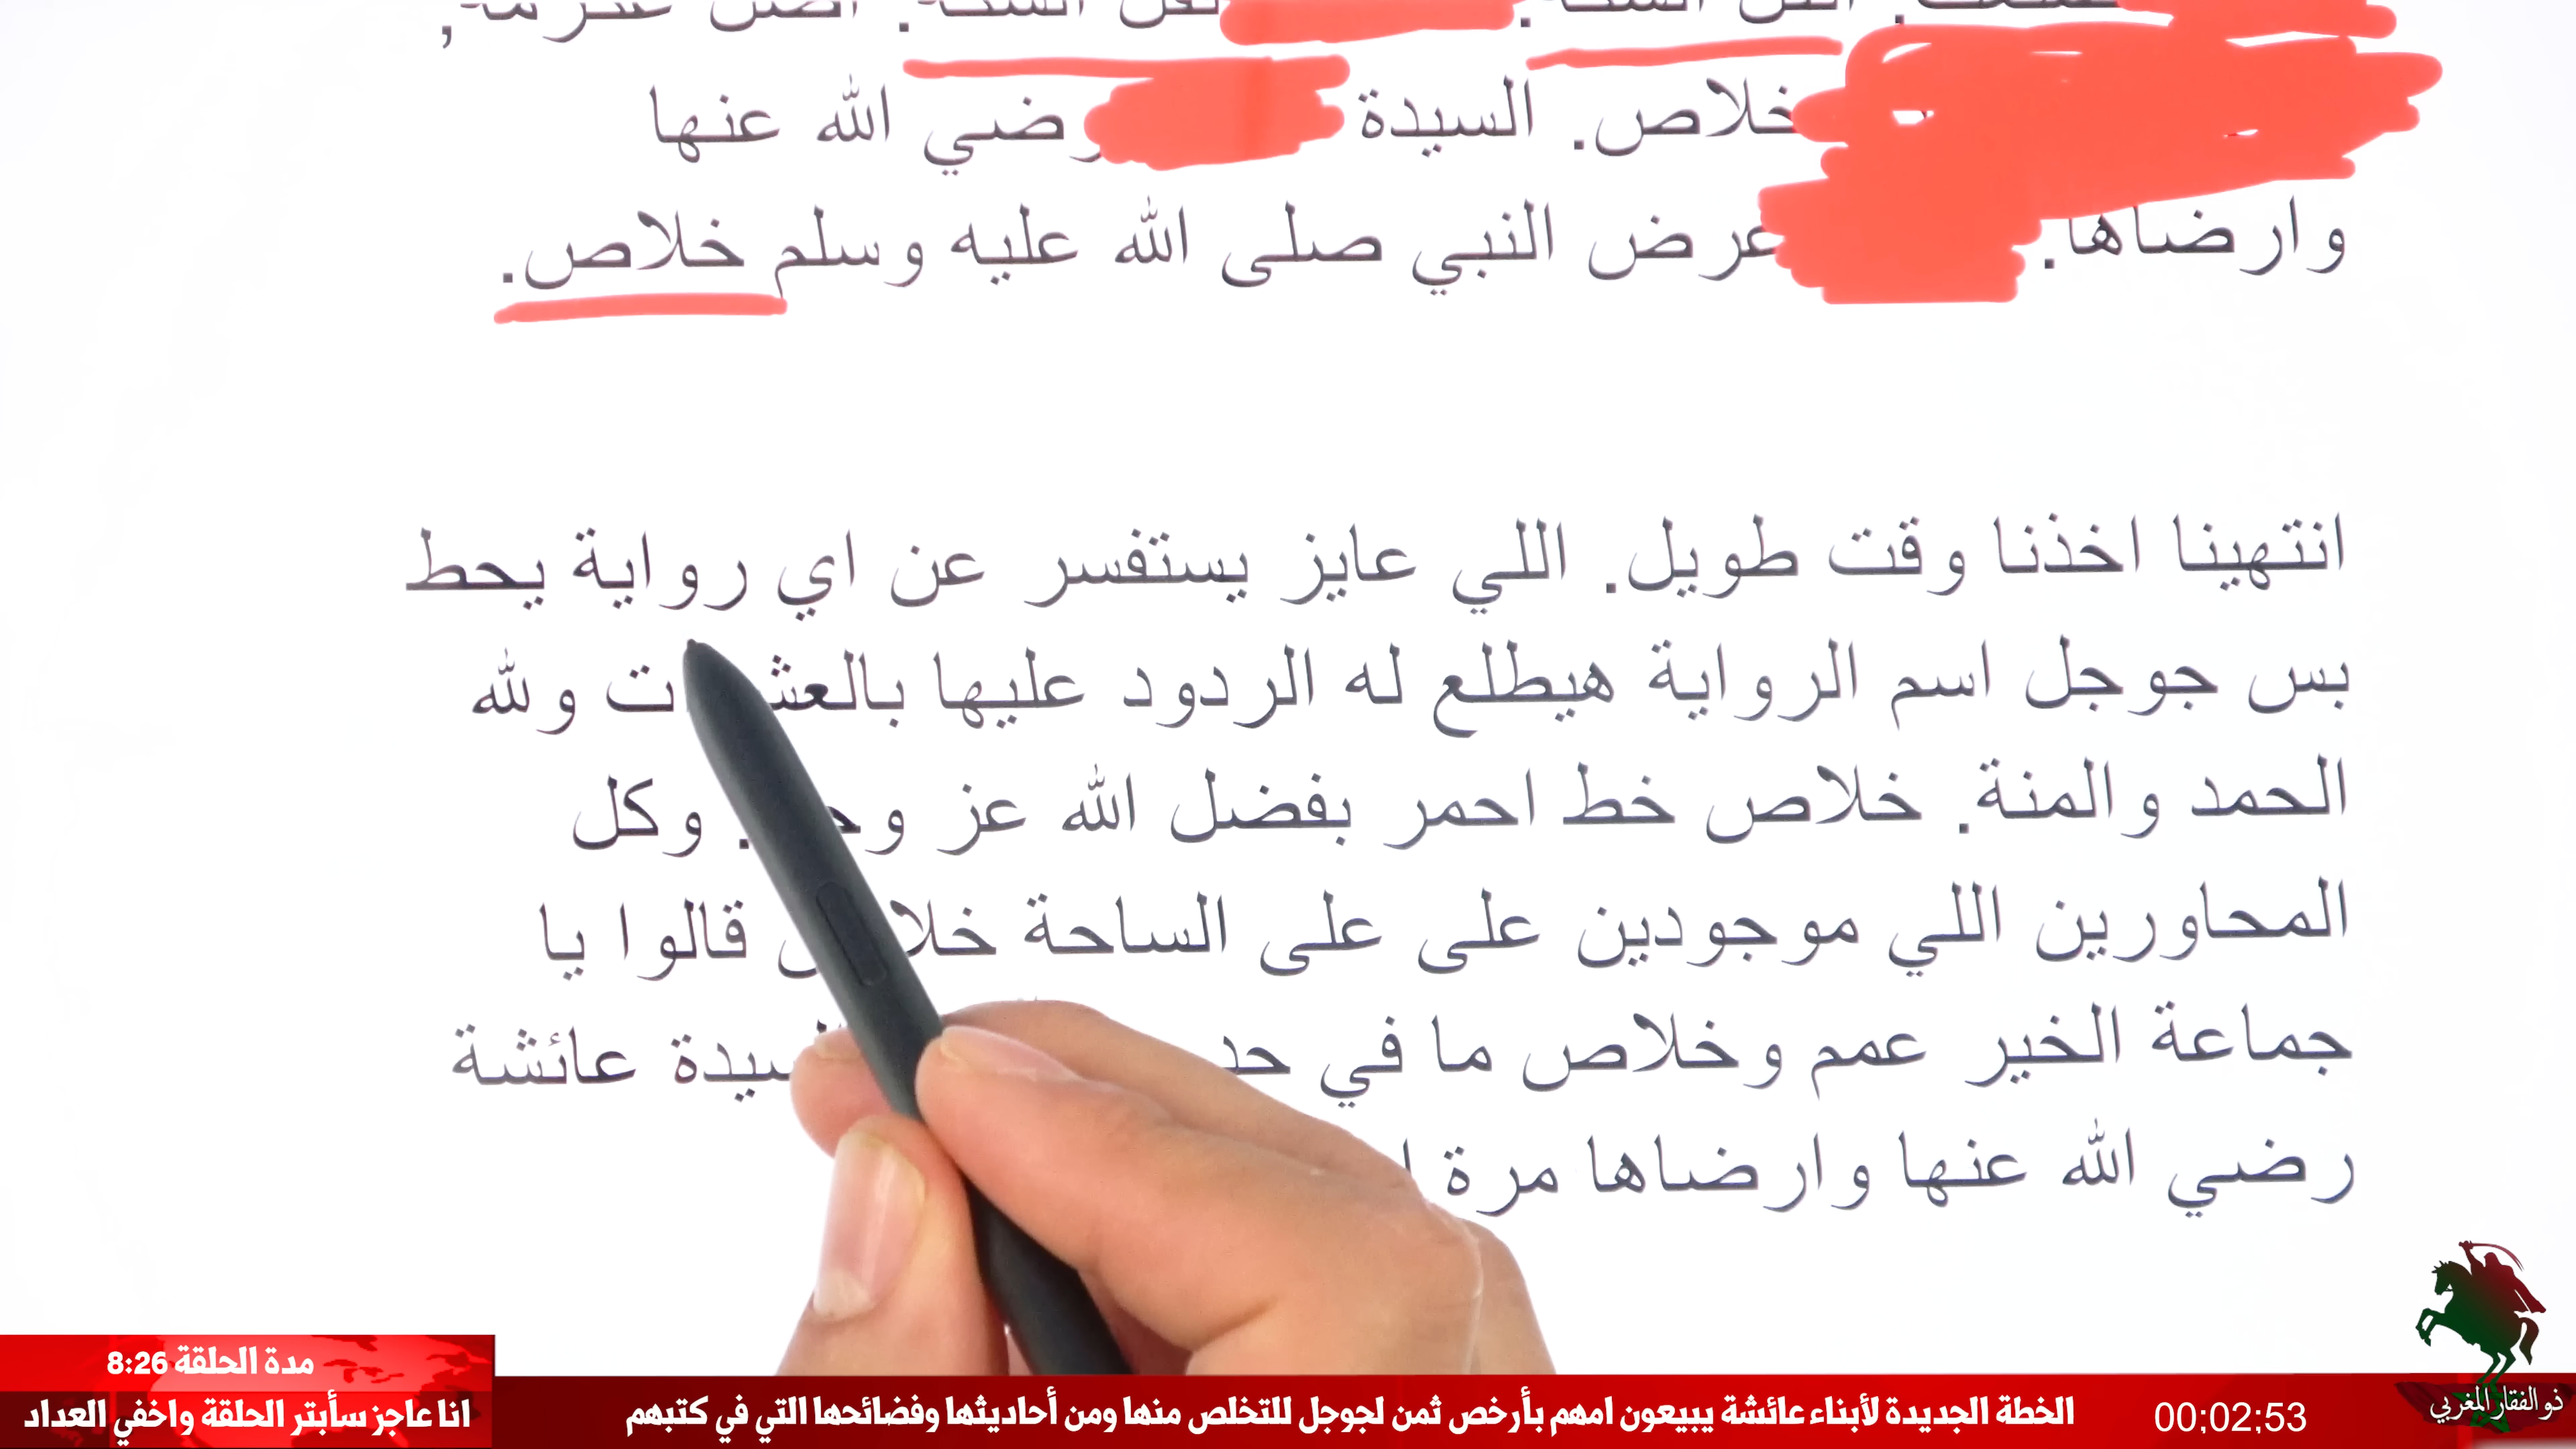 خلاص. السيدة رضي الله عنها
وارضاها. عرض النبي صلى الله عليه وسلم خلاص.
انتهينا اخذنا وقت طويل. اللي عايز يستفسر عن اي رواية يحط
بس جوجل اسم الرواية هيطلع له الردود عليها ولله
الحمد والمنة. خلاص خط احمر بفضل الله عز وكل
المحاورين اللي موجودين على على الساحة قالوا يا
جماعة الخير عمم وخلاص ما في حد السيدة عائشة
رضي الله عنها وارضاها مرة
مدة الحلقة 8:26
انا عاجز سأبتر الحلقة واخفي العداد
الخطة الجديدة لأبناء عائشة يبيعون امهم بأرخص ثمن لجوجل للتخلص منها ومن أحاديثها وفضائحها التي في كتبهم
00;02;53
ذو الفقار المغربي